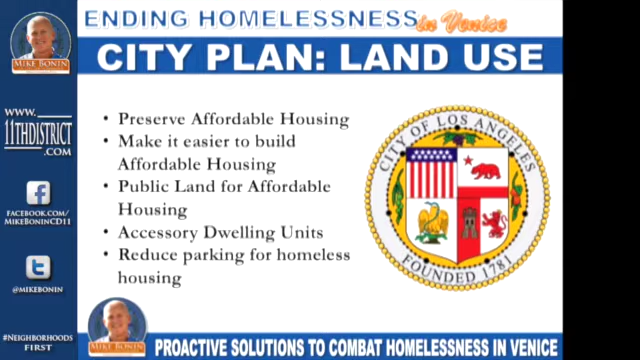 ENDING HOMELESSNESS in Venice
CITY PLAN: LAND USE
MIKE BONIN
WWW.
11THDISTRICT
.COM
FACEBOOK.COM/
MIKEBONINCD11
@MIKEBONIN
#NEIGHBORHOODS
FIRST
• Preserve Affordable Housing
• Make it easier to build
Affordable Housing
• Public Land for Affordable
Housing
• Accessory Dwelling Units
• Reduce parking for homeless
housing
CITY OF LOS ANGELES
FOUNDED 1781
MIKE BONIN
PROACTIVE SOLUTIONS TO COMBAT HOMELESSNESS IN VENICE